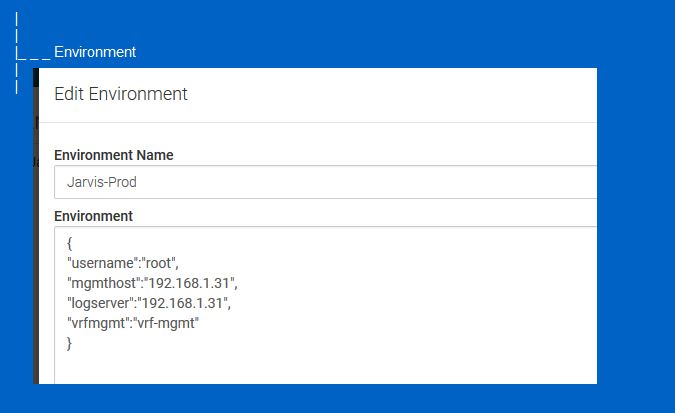 Environment
Edit Environment
Environment Name
Jarvis-Prod
Environment
{
"username":"root",
"mgmthost":"192.168.1.31",
"logserver":"192.168.1.31",
"vrfmgmt":"vrf-mgmt"
}